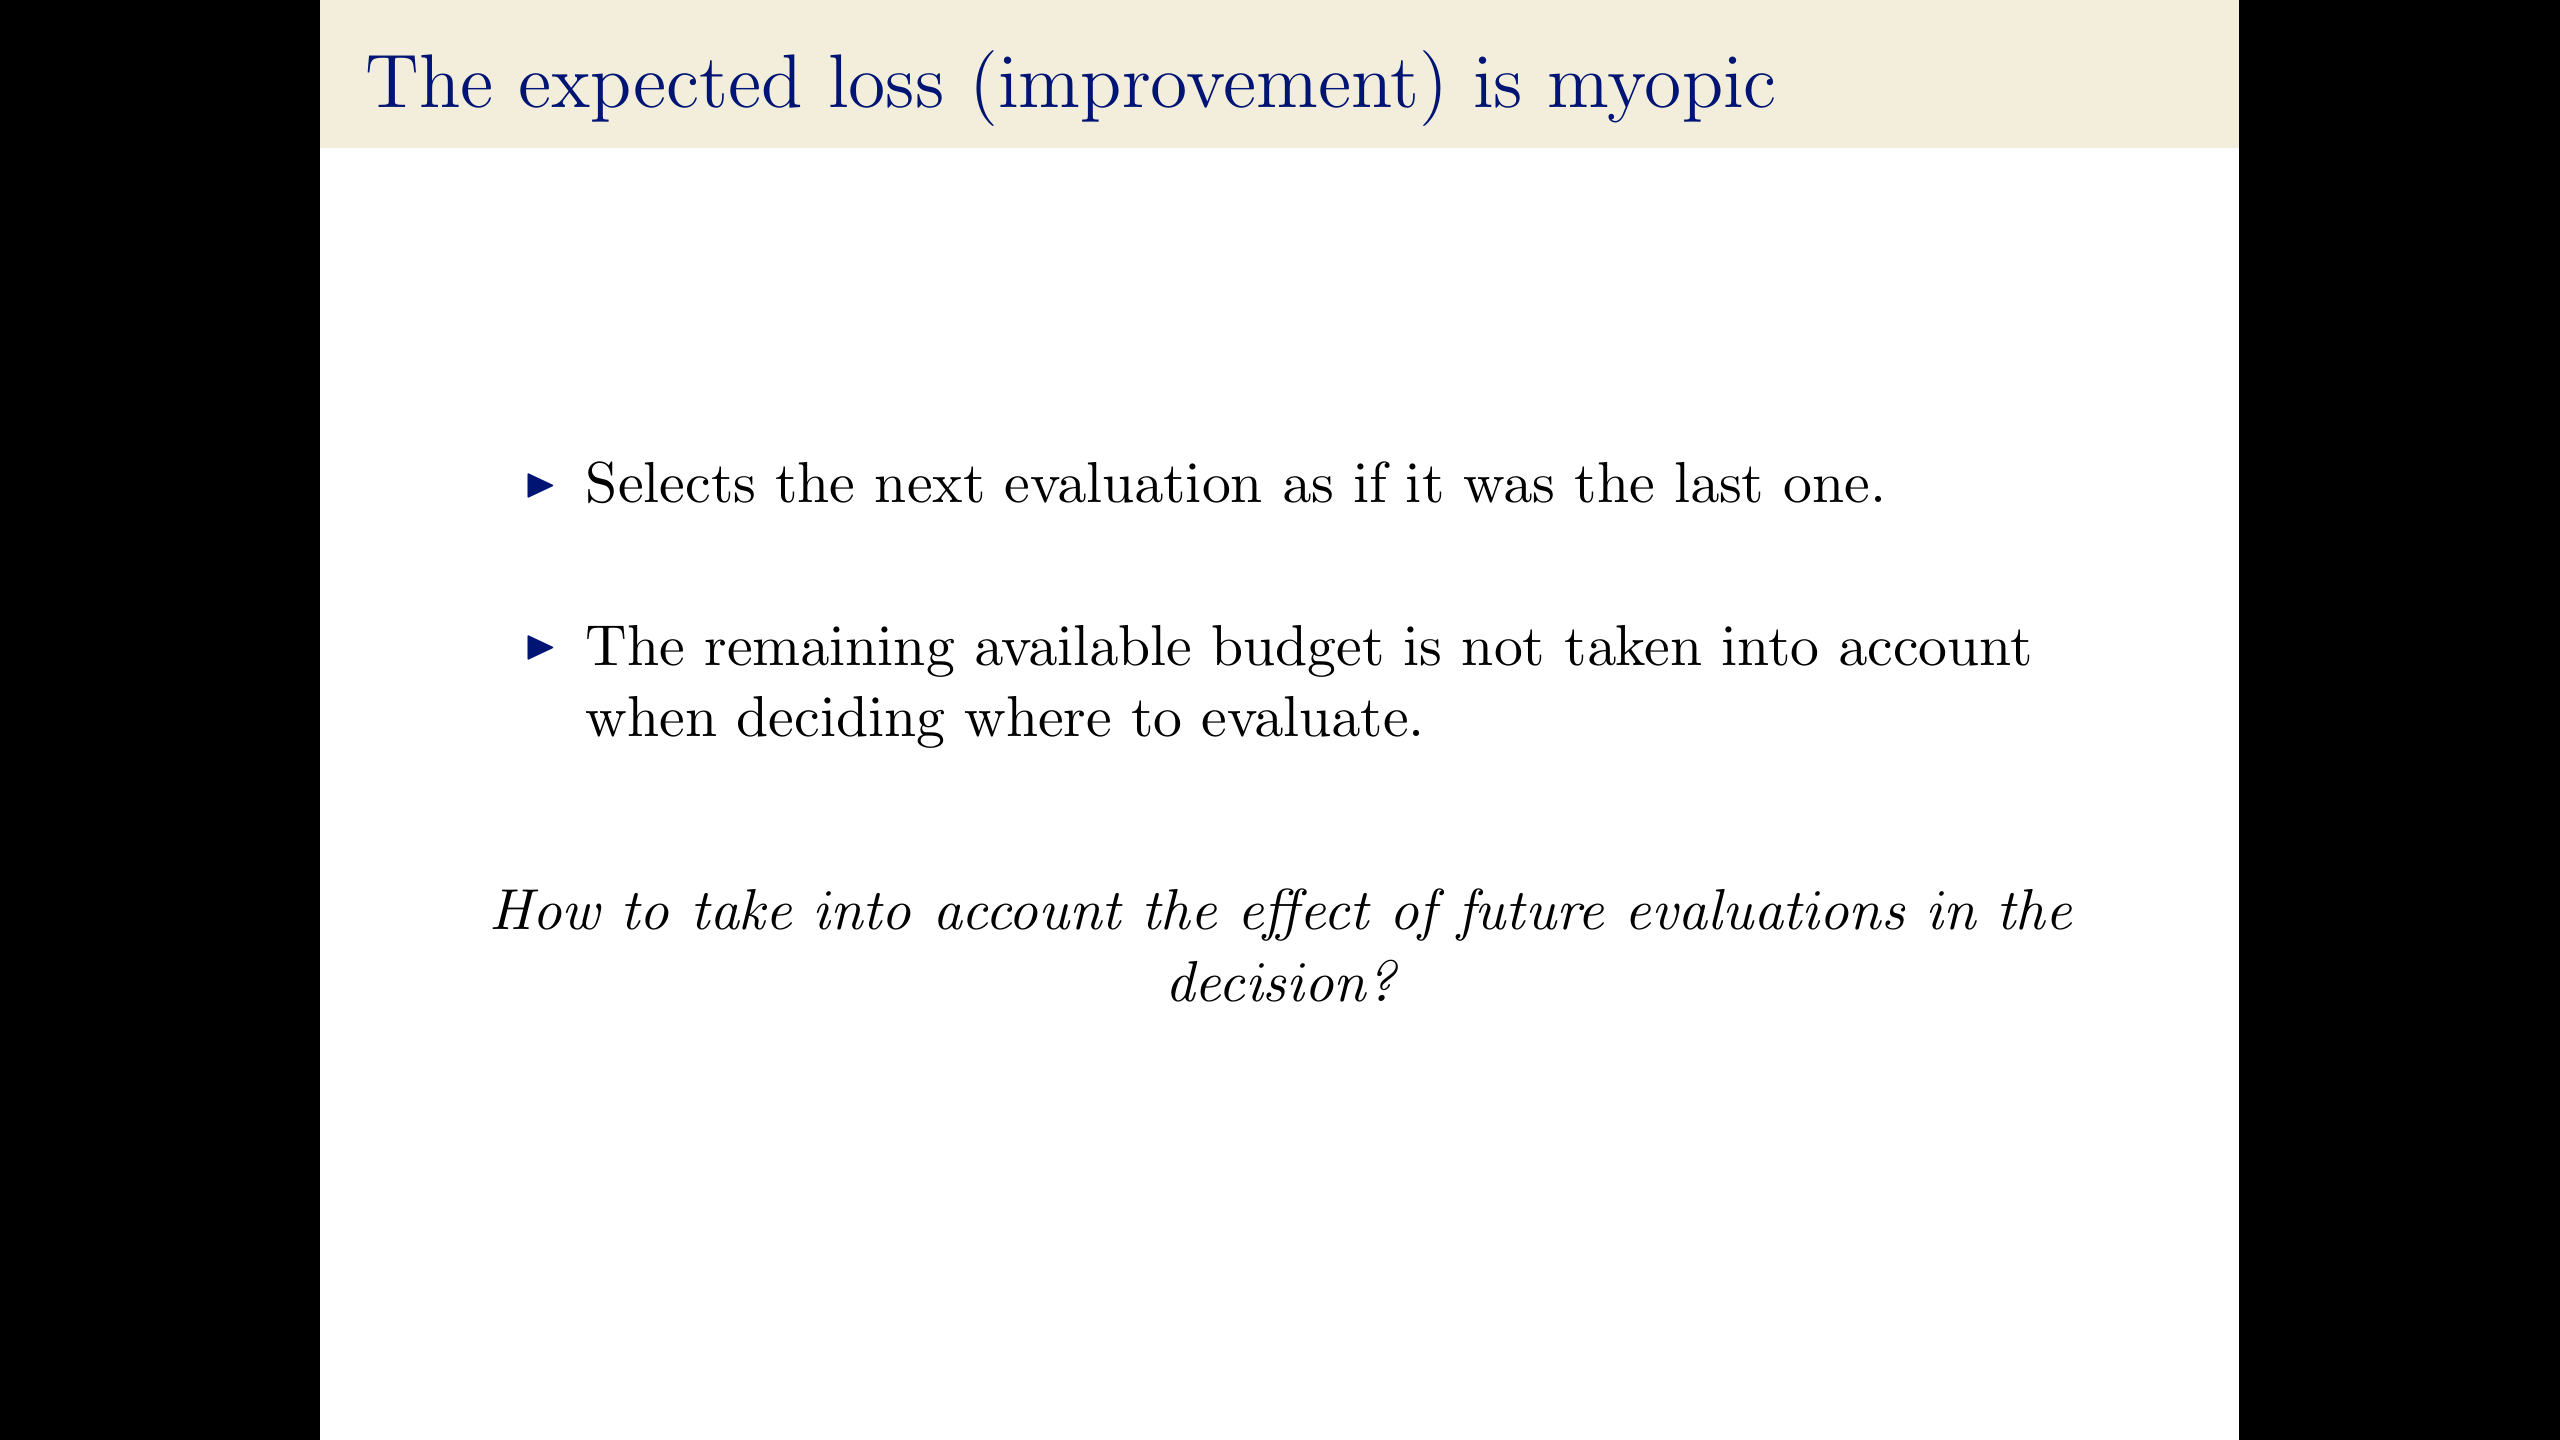 The expected loss (improvement) is myopic
▶ Selects the next evaluation as if it was the last one.
▶ The remaining available budget is not taken into account
when deciding where to evaluate.
How to take into account the effect of future evaluations in the
decision?